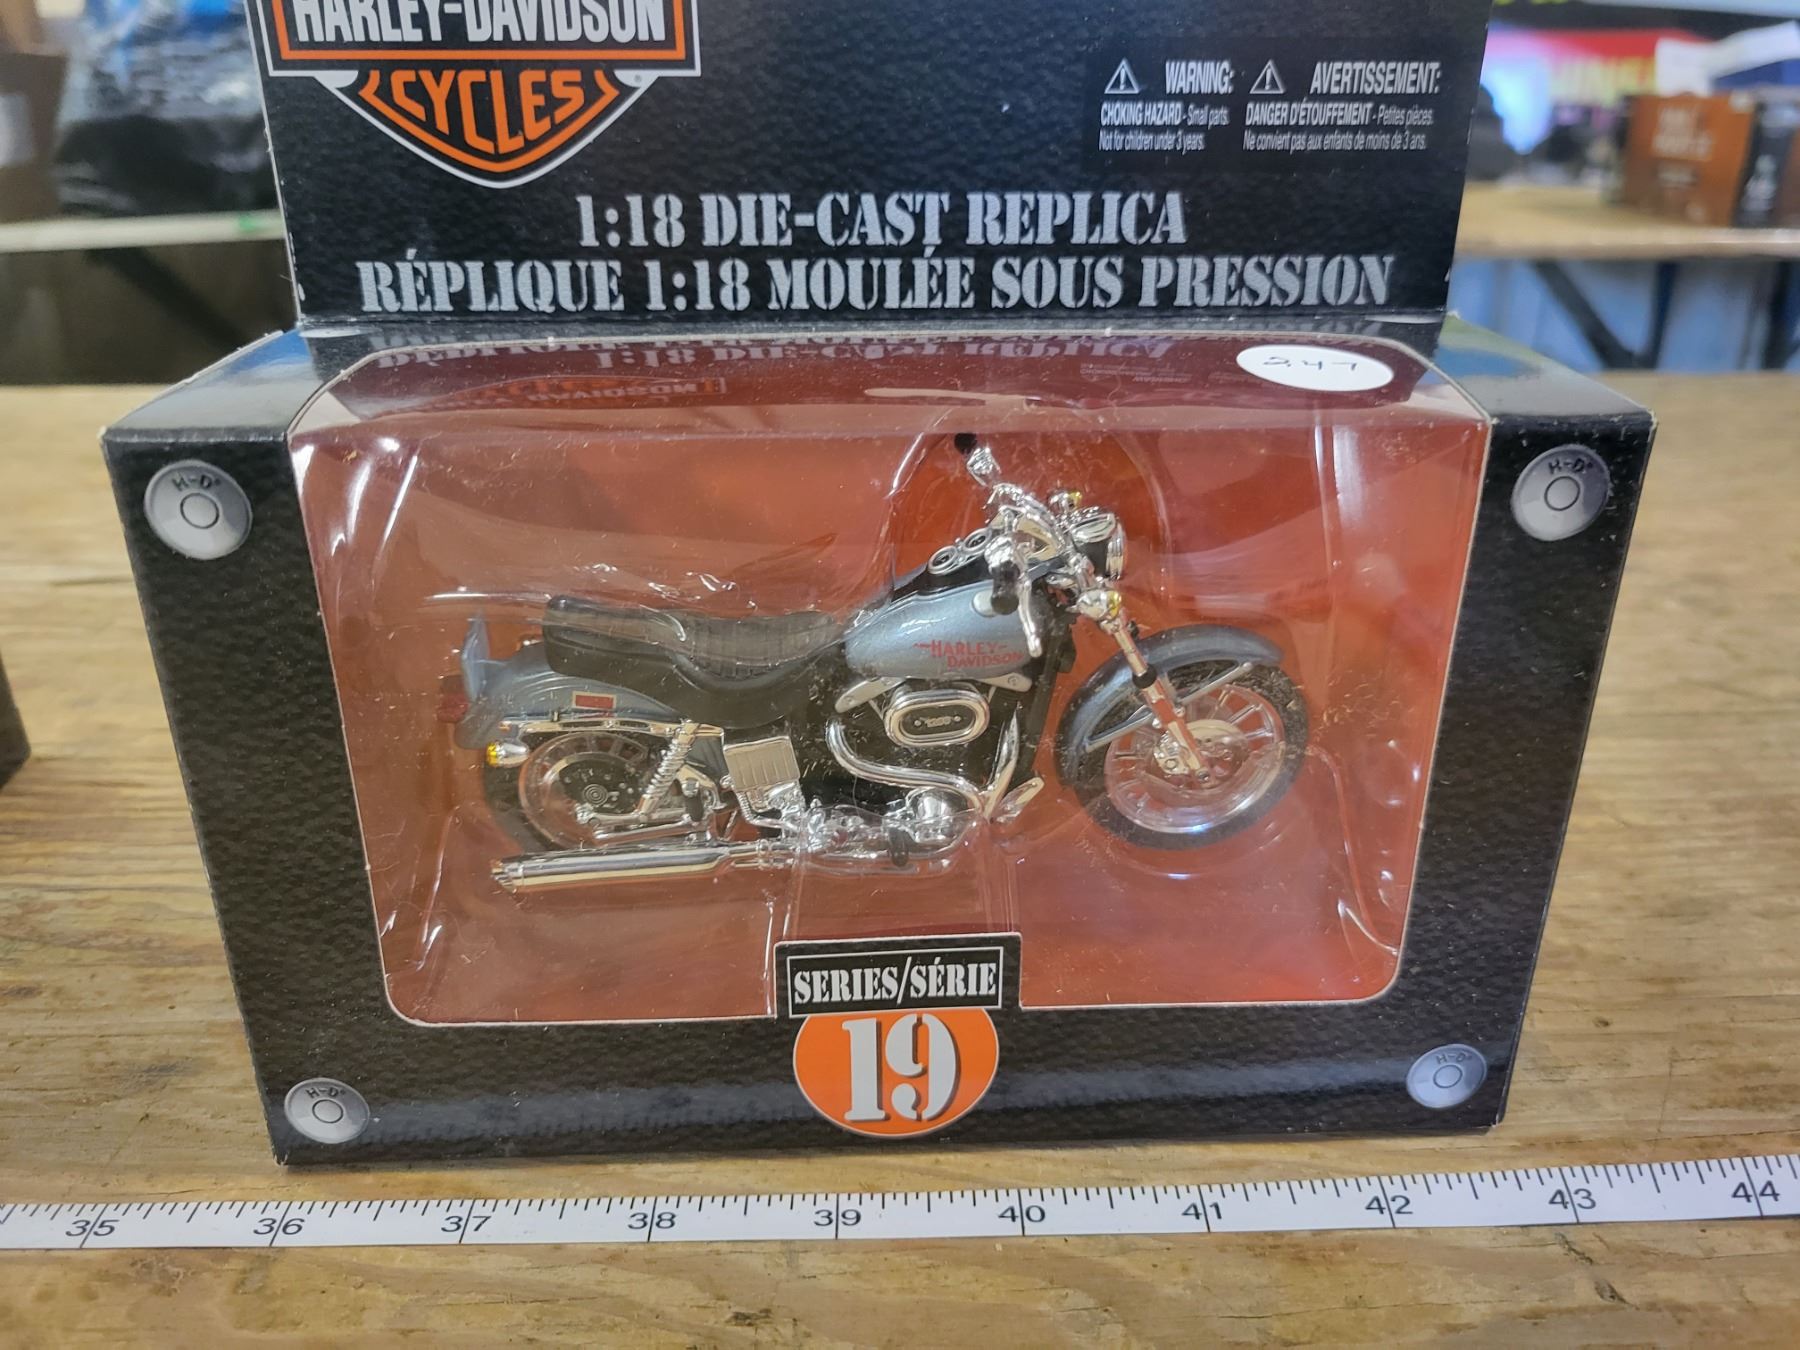 HARLEY-DAVIDSON
CYCLES
WARNING:
CHOKING HAZARD - Small parts.
Not for children under 3 years.
AVERTISSEMENT:
DANGER D'ÉTOUFFEMENT - Petites pièces.
Ne convient pas aux enfants de moins de 3 ans.
1:18 DIE-CAST REPLICA
RÉPLIQUE 1:18 MOULÉE SOUS PRESSION
2.47
H-D
H-D
HARLEY-
DAVIDSON
SERIES/SÉRIE
19
H-D
H-D
35 36 37 38 39 40 41 42 43 44